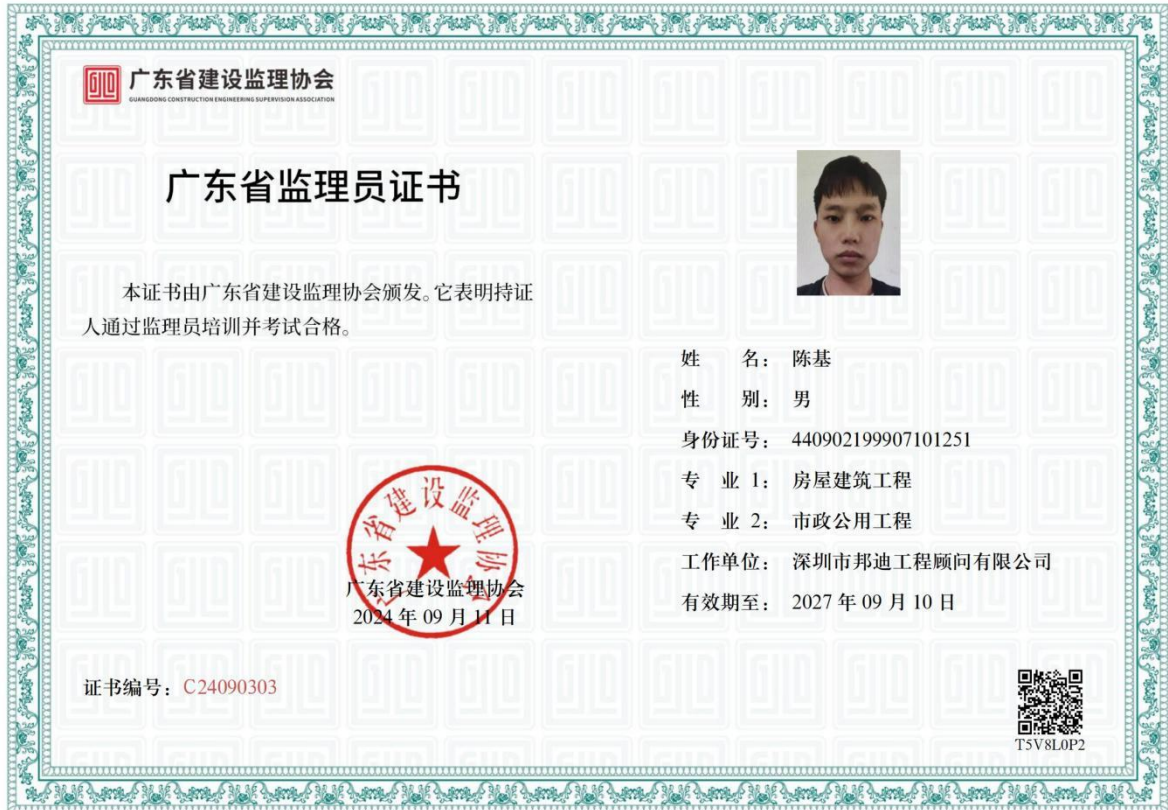 广东省建设监理协会
GUANGDONG CONSTRUCTION ENGINEERING SUPERVISION ASSOCIATION
广东省监理员证书
本证书由广东省建设监理协会颁发。它表明持证
人通过监理员培训并考试合格。
姓 名： 陈基
性 别： 男
身份证号： 440902199907101251
专 业 1： 房屋建筑工程
专 业 2： 市政公用工程
工作单位： 深圳市邦迪工程顾问有限公司
有效期至： 2027 年 09 月 10 日
广东省建设监理协会
广东省建设监理协会
2024 年 09 月 11 日
证书编号：C24090303
T5V8L0P2